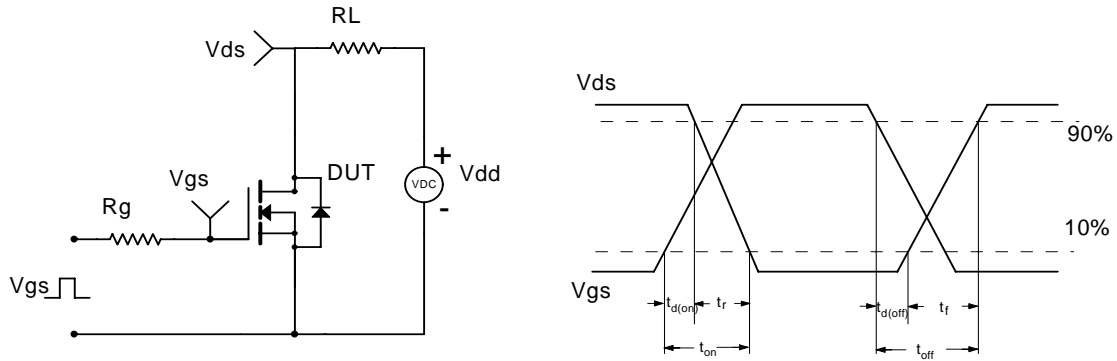 RL
Vds
Vgs
DUT
VDC
+
-
Vdd
Rg
Vgs
Vds
90%
10%
Vgs
td(on)
tr
ton
td(off)
tf
toff